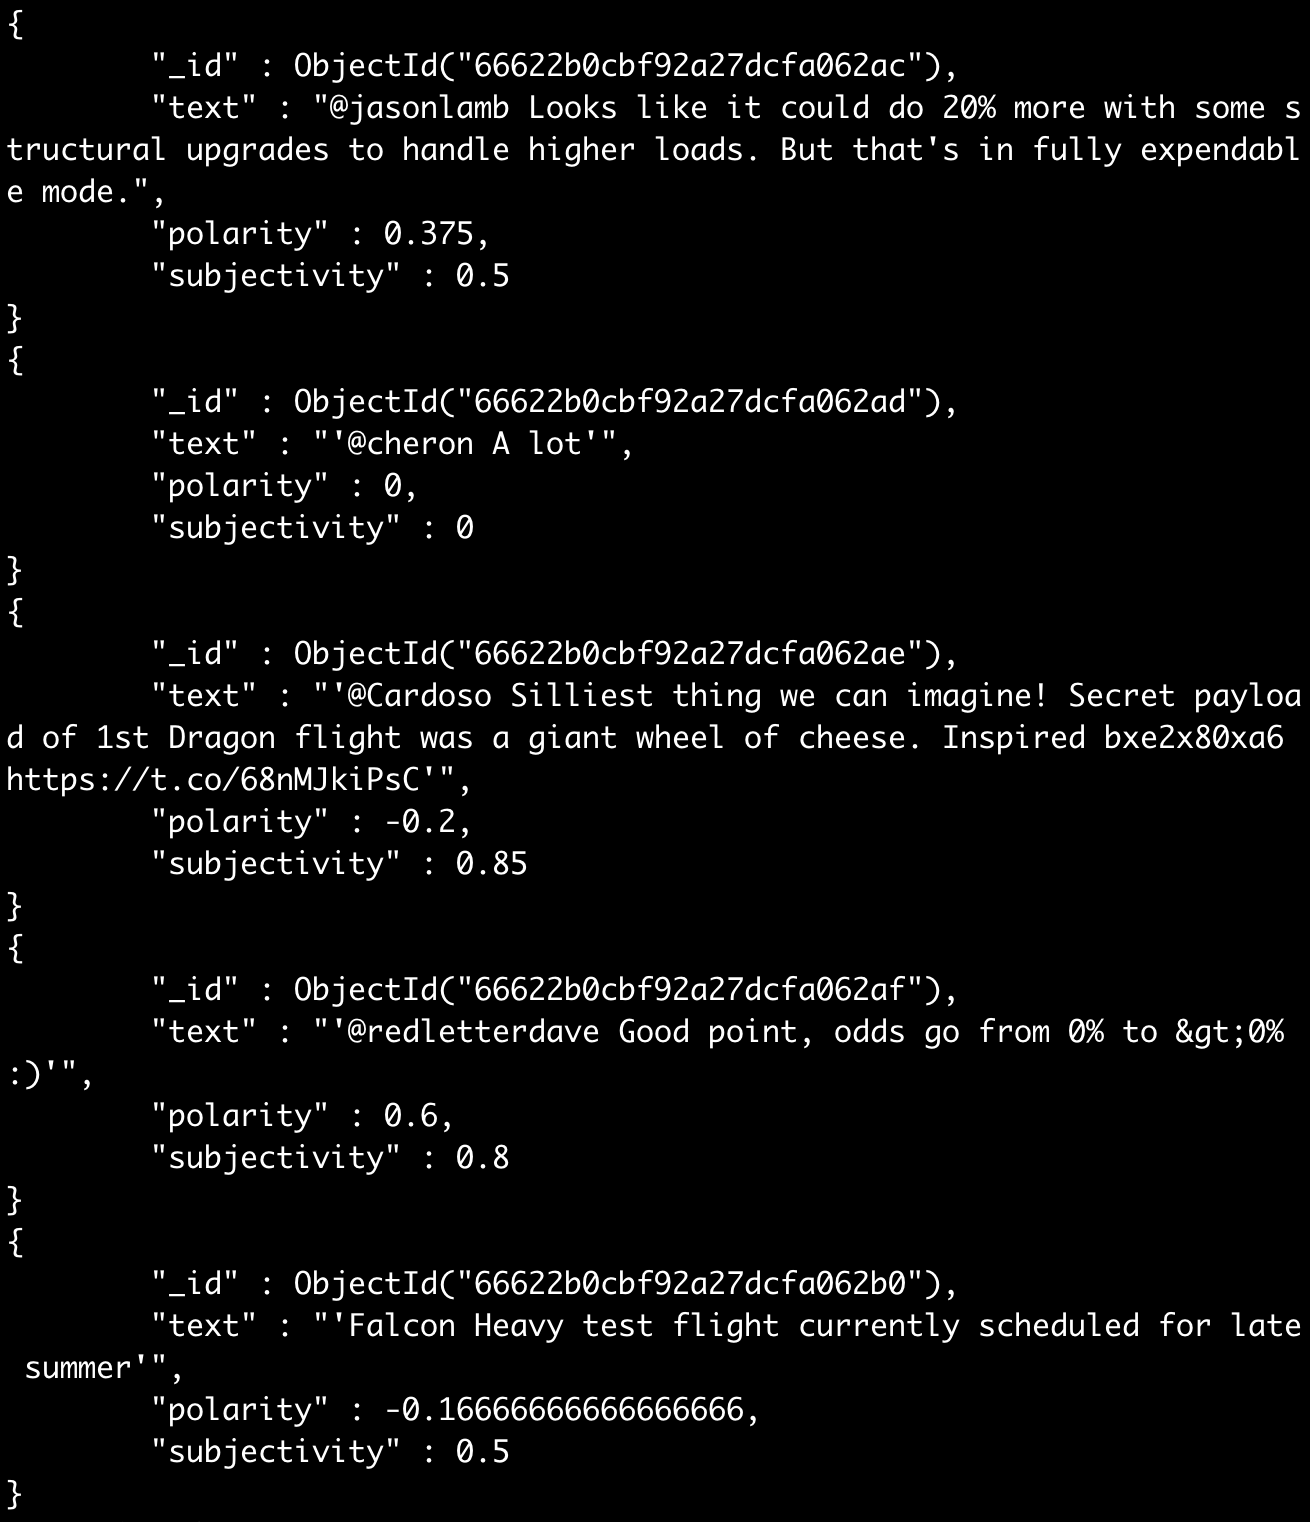 {
        "_id" : ObjectId("66622b0cbf92a27dcfa062ac"),
        "text" : "@jasonlamb Looks like it could do 20% more with some s
tructural upgrades to handle higher loads. But that's in fully expendabl
e mode.",
        "polarity" : 0.375,
        "subjectivity" : 0.5
}
{
        "_id" : ObjectId("66622b0cbf92a27dcfa062ad"),
        "text" : "'@cheron A lot'",
        "polarity" : 0,
        "subjectivity" : 0
}
{
        "_id" : ObjectId("66622b0cbf92a27dcfa062ae"),
        "text" : "'@Cardoso Silliest thing we can imagine! Secret payloa
d of 1st Dragon flight was a giant wheel of cheese. Inspired bxe2x80xa6
https://t.co/68nMJkiPsC'",
        "polarity" : -0.2,
        "subjectivity" : 0.85
}
{
        "_id" : ObjectId("66622b0cbf92a27dcfa062af"),
        "text" : "'@redletterdave Good point, odds go from 0% to &gt;0%
:)'",
        "polarity" : 0.6,
        "subjectivity" : 0.8
}
{
        "_id" : ObjectId("66622b0cbf92a27dcfa062b0"),
        "text" : "'Falcon Heavy test flight currently scheduled for late
 summer'",
        "polarity" : -0.16666666666666666,
        "subjectivity" : 0.5
}